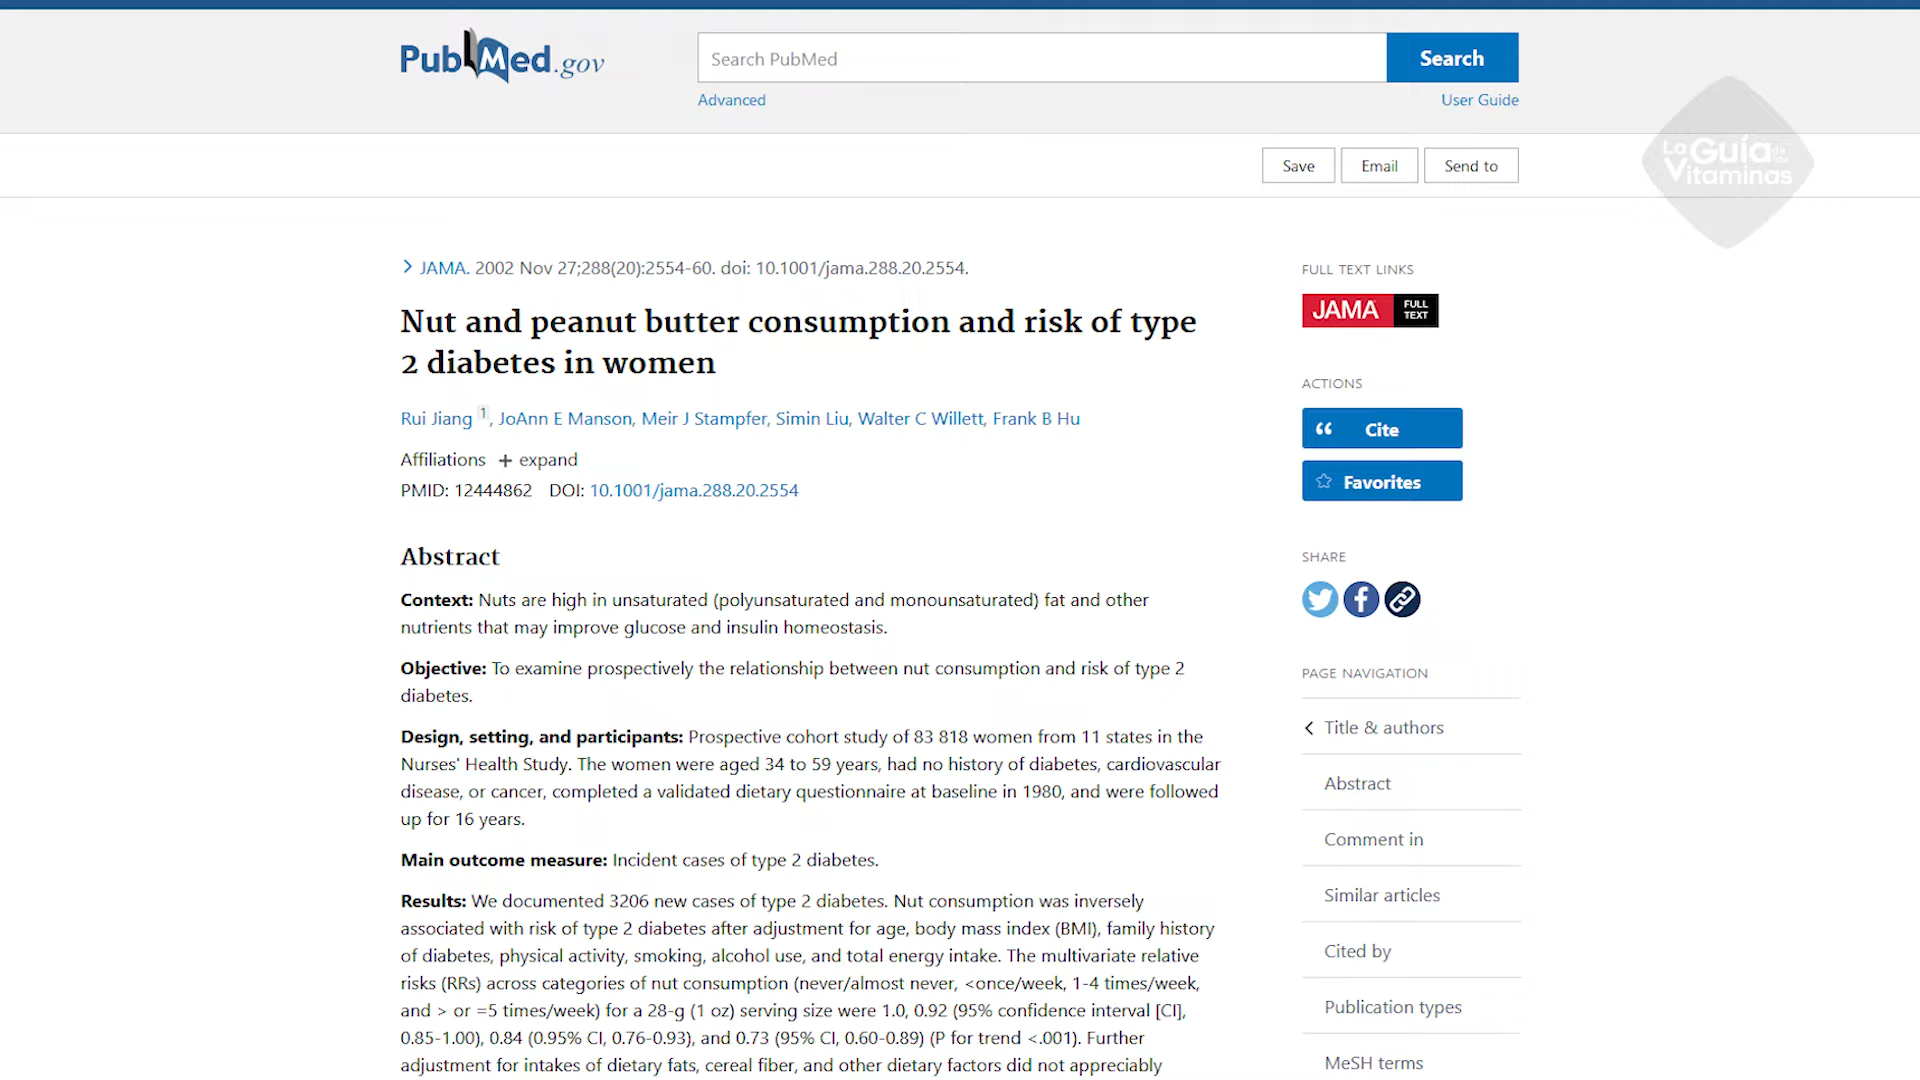 PubMed.gov
Search PubMed
Search
Advanced
User Guide
La Guía de las
Vitaminas
Save
Email
Send to
JAMA. 2002 Nov 27;288(20):2554-60. doi: 10.1001/jama.288.20.2554.
Nut and peanut butter consumption and risk of type
2 diabetes in women
Rui Jiang 1, JoAnn E Manson, Meir J Stampfer, Simin Liu, Walter C Willett, Frank B Hu
Affiliations + expand
PMID: 12444862 DOI: 10.1001/jama.288.20.2554
Abstract
Context: Nuts are high in unsaturated (polyunsaturated and monounsaturated) fat and other
nutrients that may improve glucose and insulin homeostasis.
Objective: To examine prospectively the relationship between nut consumption and risk of type 2
diabetes.
Design, setting, and participants: Prospective cohort study of 83 818 women from 11 states in the
Nurses' Health Study. The women were aged 34 to 59 years, had no history of diabetes, cardiovascular
disease, or cancer, completed a validated dietary questionnaire at baseline in 1980, and were followed
up for 16 years.
Main outcome measure: Incident cases of type 2 diabetes.
Results: We documented 3206 new cases of type 2 diabetes. Nut consumption was inversely
associated with risk of type 2 diabetes after adjustment for age, body mass index (BMI), family history
of diabetes, physical activity, smoking, alcohol use, and total energy intake. The multivariate relative
risks (RRs) across categories of nut consumption (never/almost never, <once/week, 1-4 times/week,
and > or =5 times/week) for a 28-g (1 oz) serving size were 1.0, 0.92 (95% confidence interval [CI],
0.85-1.00), 0.84 (0.95% CI, 0.76-0.93), and 0.73 (95% CI, 0.60-0.89) (P for trend <.001). Further
adjustment for intakes of dietary fats, cereal fiber, and other dietary factors did not appreciably
FULL TEXT LINKS
JAMA FULL
TEXT
ACTIONS
Cite
Favorites
SHARE
PAGE NAVIGATION
Title & authors
Abstract
Comment in
Similar articles
Cited by
Publication types
MeSH terms